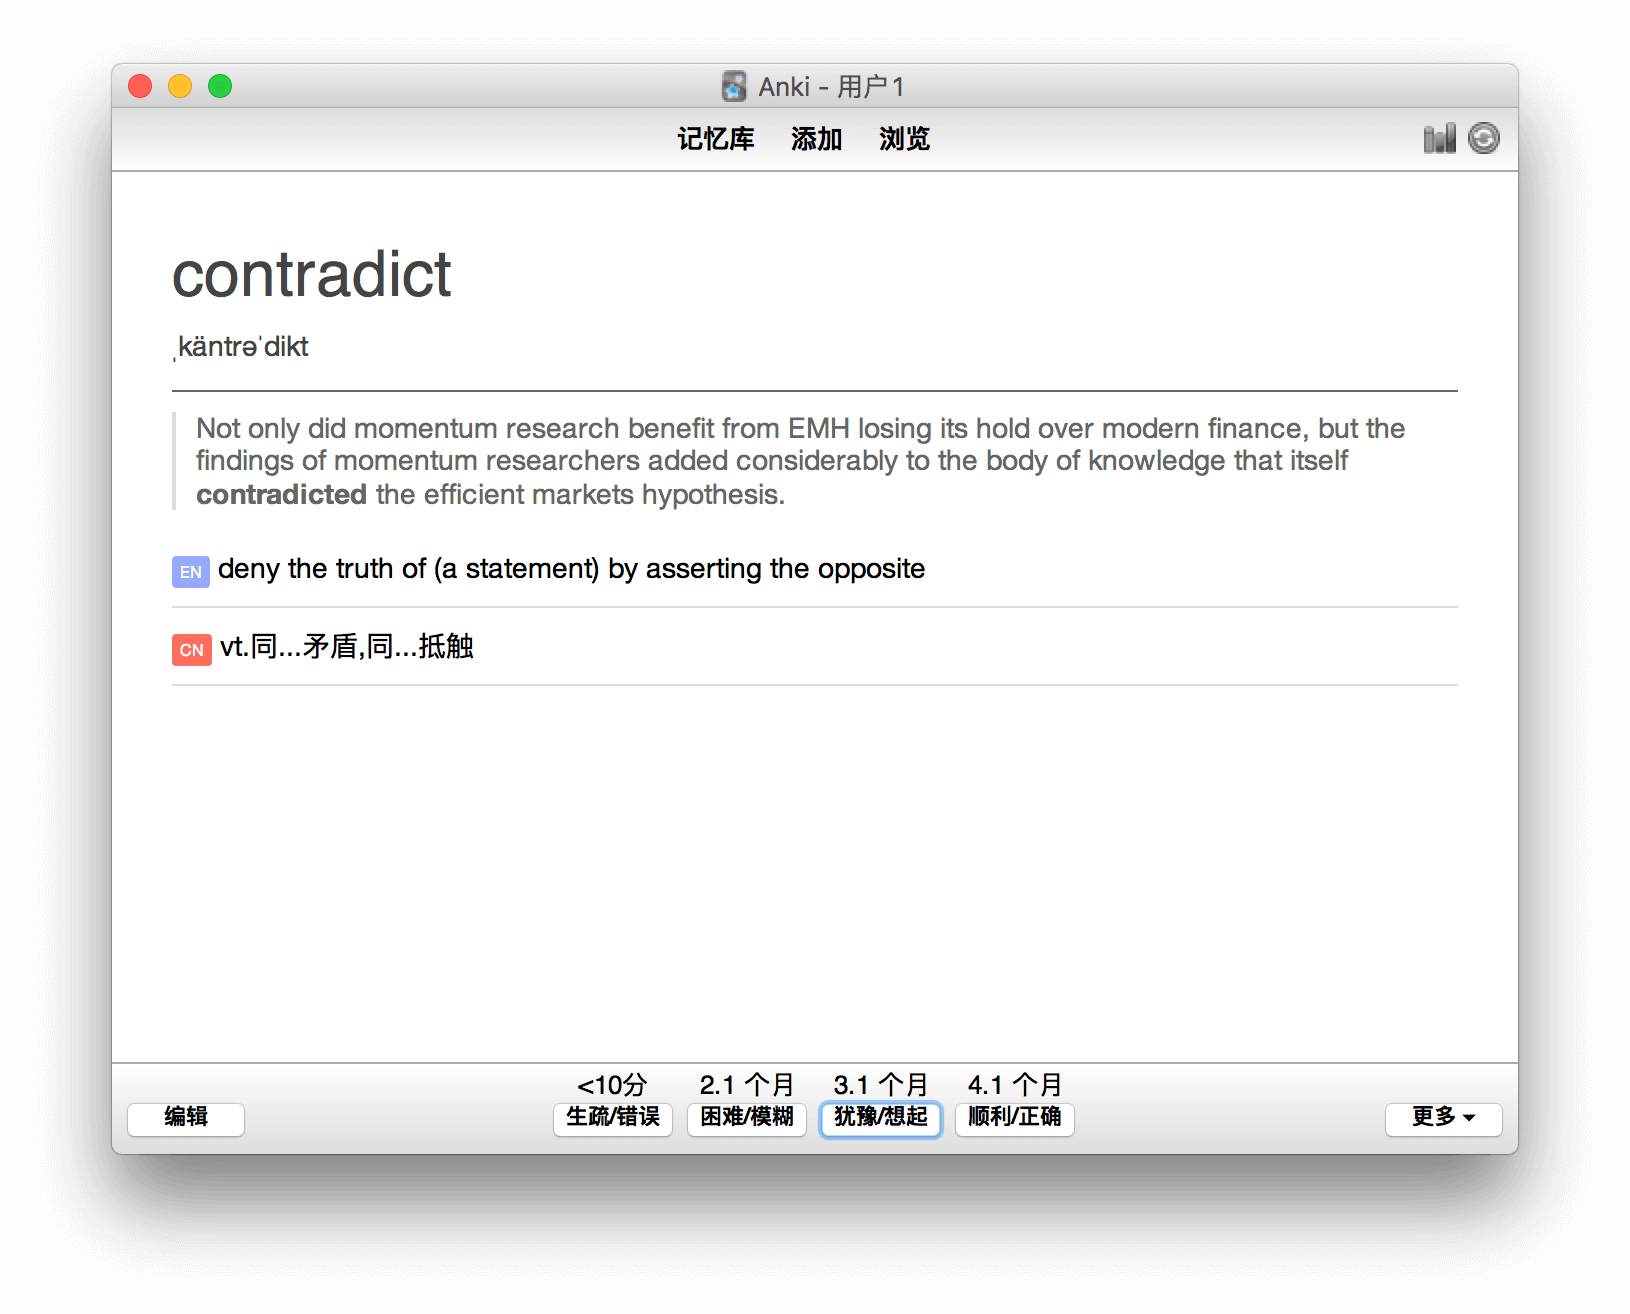 Anki - 用户1
记忆库 添加 浏览
contradict
ˌkäntrəˈdikt
Not only did momentum research benefit from EMH losing its hold over modern finance, but the
findings of momentum researchers added considerably to the body of knowledge that itself
contradicted the efficient markets hypothesis.
EN deny the truth of (a statement) by asserting the opposite
CN vt.同...矛盾,同...抵触
<10分 2.1 个月 3.1 个月 4.1 个月
编辑 生疏/错误 困难/模糊 犹豫/想起 顺利/正确 更多